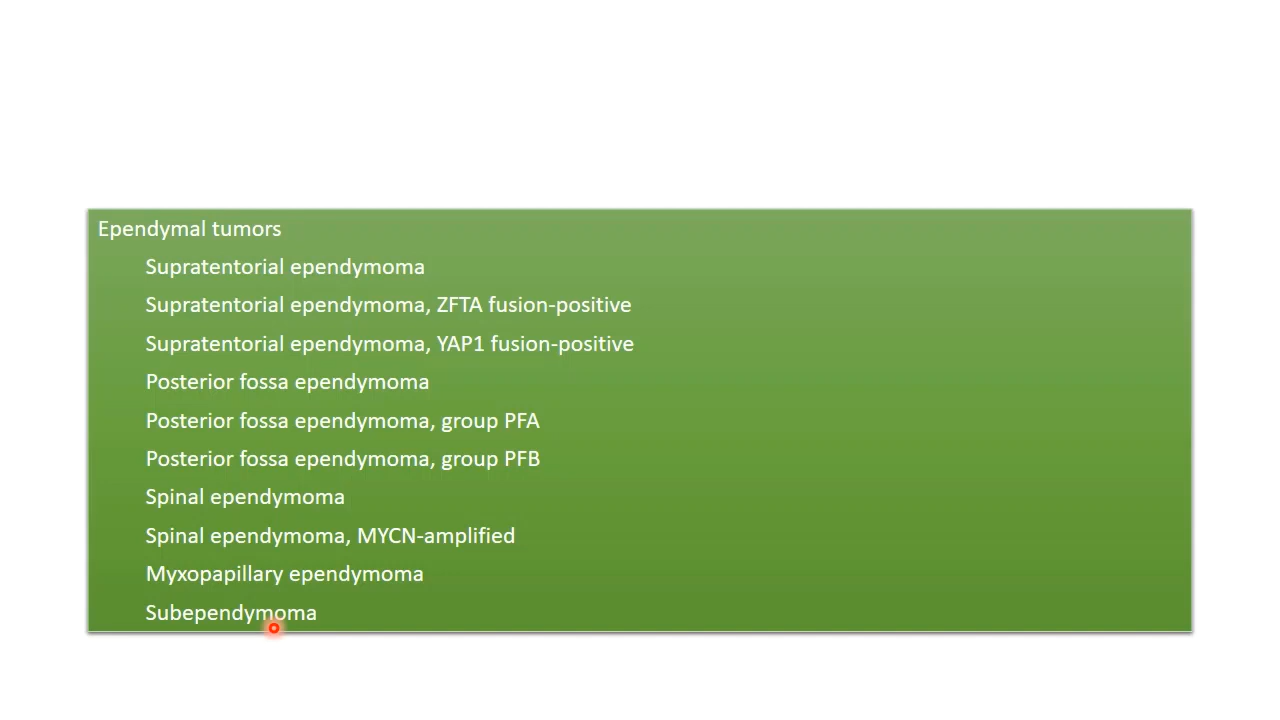 Ependymal tumors
Supratentorial ependymoma
Supratentorial ependymoma, ZFTA fusion-positive
Supratentorial ependymoma, YAP1 fusion-positive
Posterior fossa ependymoma
Posterior fossa ependymoma, group PFA
Posterior fossa ependymoma, group PFB
Spinal ependymoma
Spinal ependymoma, MYCN-amplified
Myxopapillary ependymoma
Subependymoma